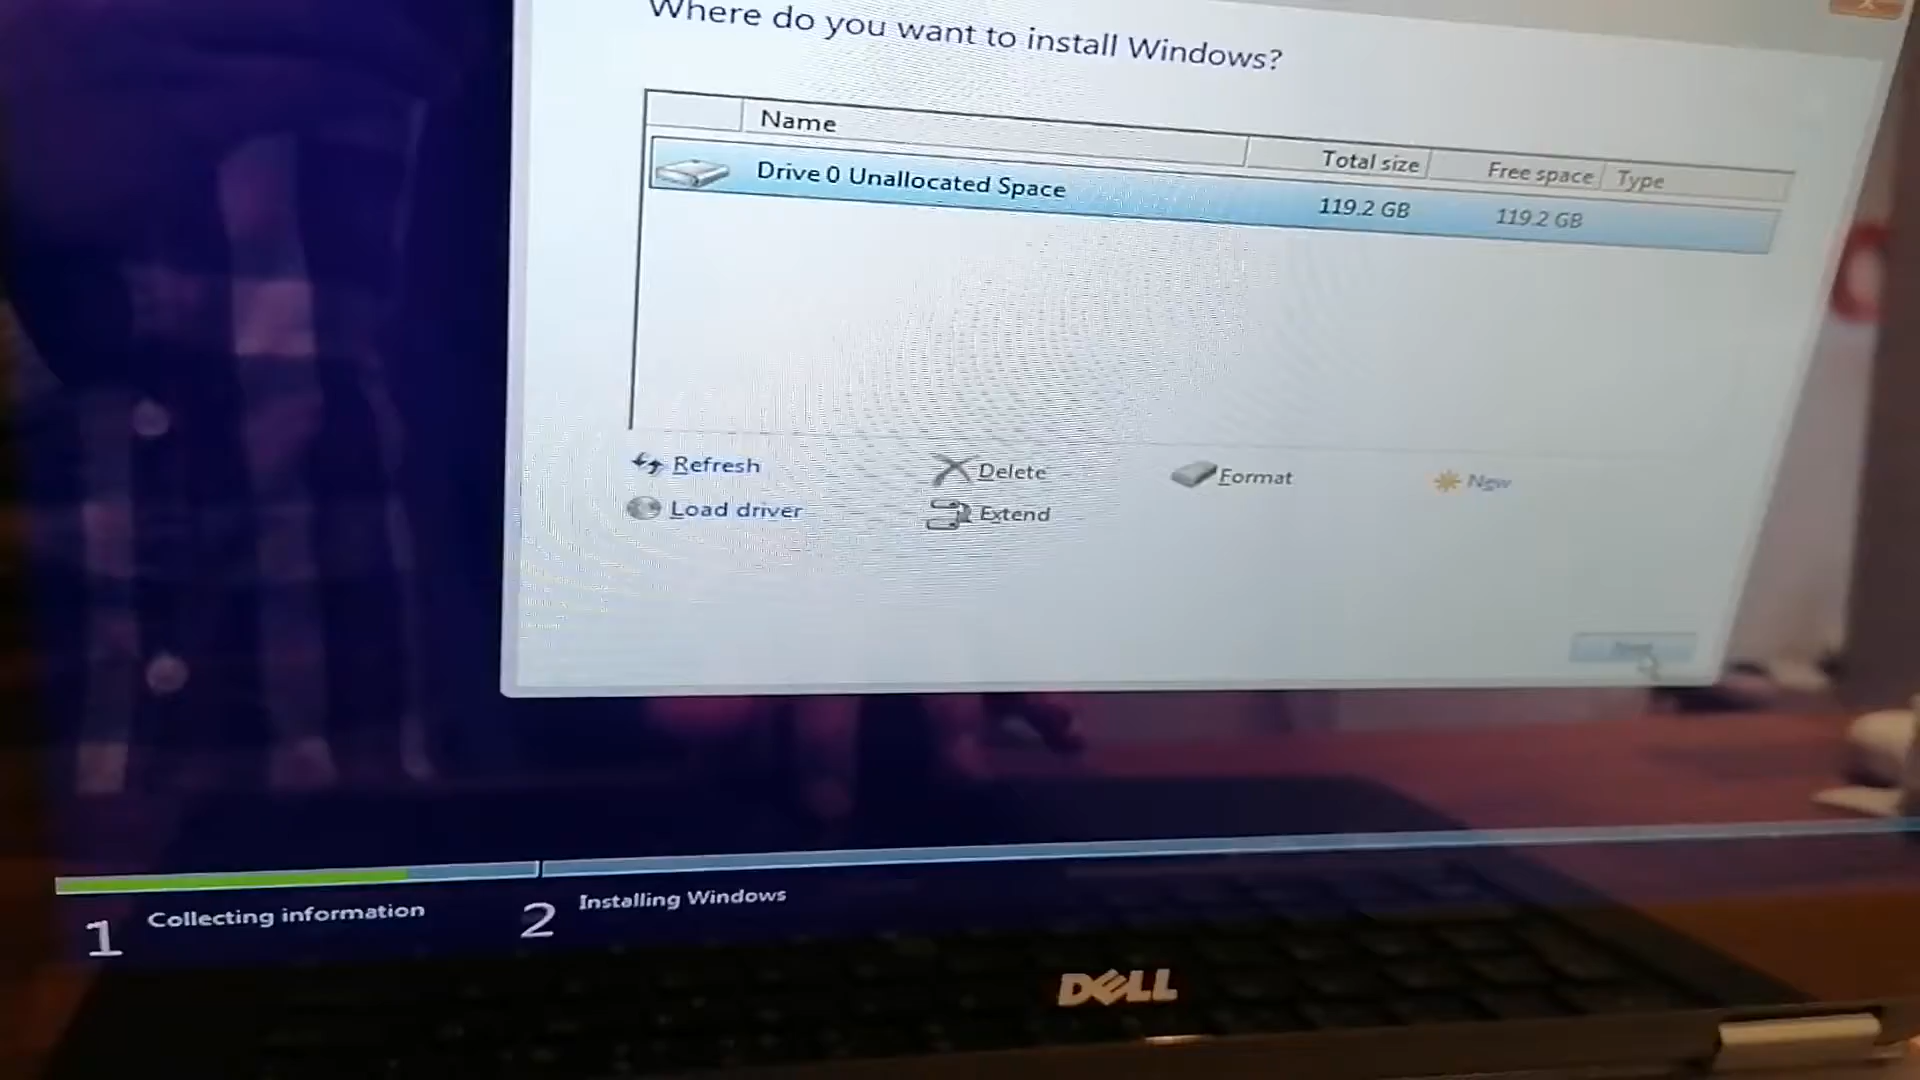 Where do you want to install Windows?
Name Total size Free space Type
Drive 0 Unallocated Space 119.2 GB 119.2 GB
Refresh Delete Format New
Load driver Extend
1 Collecting information 2 Installing Windows
DELL